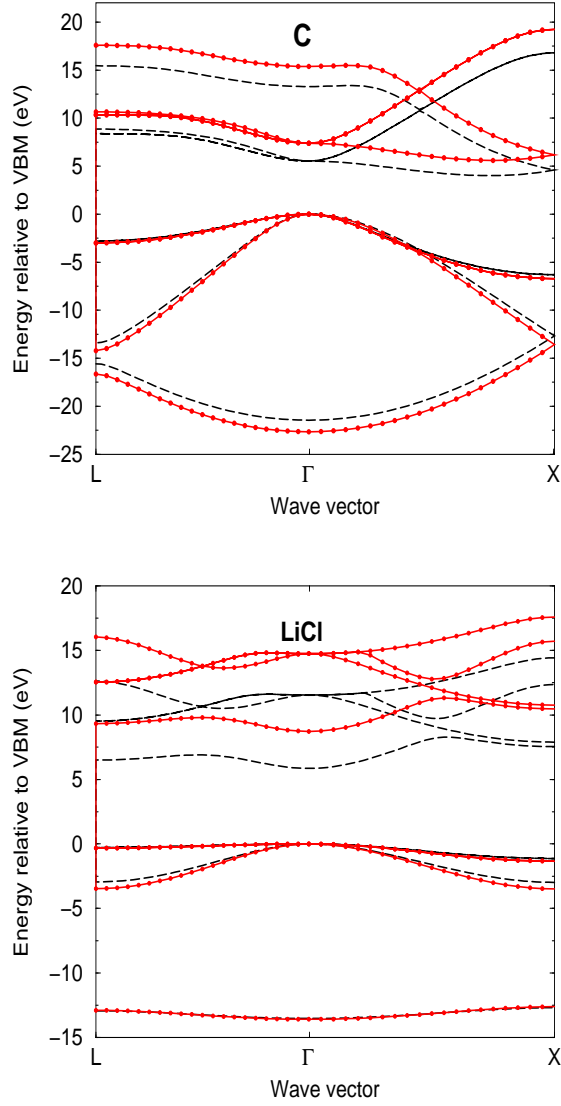 20
15
10
5
0
−5
−10
−15
−20
−25
Energy relative to VBM (eV)
C
L
Γ
X
Wave vector
20
15
10
5
0
−5
−10
−15
Energy relative to VBM (eV)
LiCl
L
Γ
X
Wave vector